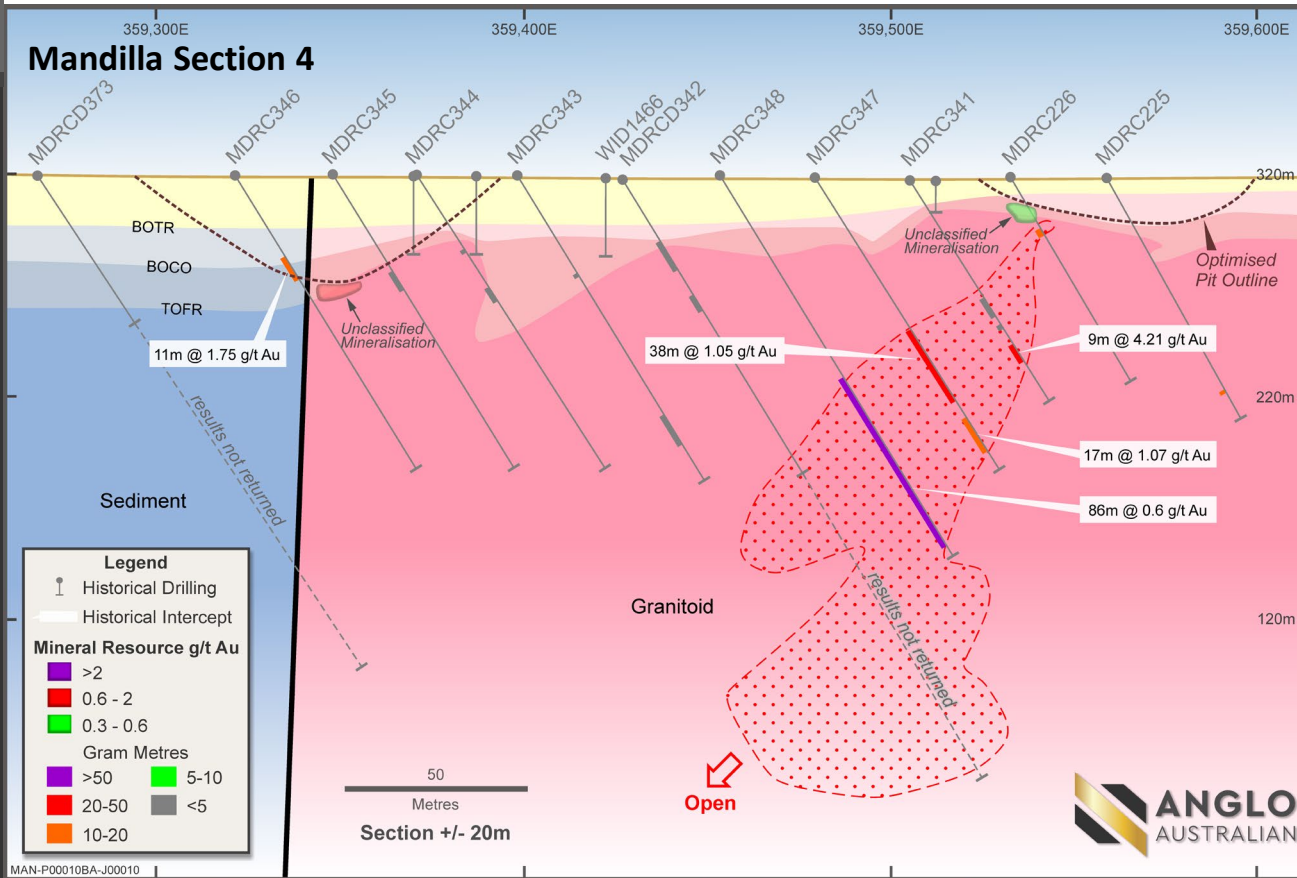 359,300E
359,400E
359,500E
359,600E
Mandilla Section 4
MDRCD373
MDRC346
MDRC345
MDRC344
MDRC343
WID1466
MDRCD342
MDRC348
MDRC347
MDRC341
MDRC226
MDRC225
320m
BOTR
BOCO
TOFR
Unclassified
Mineralisation
Unclassified
Mineralisation
Optimised
Pit Outline
11m @ 1.75 g/t Au
38m @ 1.05 g/t Au
9m @ 4.21 g/t Au
220m
results not returned
17m @ 1.07 g/t Au
86m @ 0.6 g/t Au
Sediment
Granitoid
results not returned
120m
Legend
Historical Drilling
Historical Intercept
Mineral Resource g/t Au
>2
0.6 - 2
0.3 - 0.6
Gram Metres
>50
5-10
20-50
<5
10-20
50
Metres
Section +/- 20m
Open
ANGLO
AUSTRALIAN
MAN-P00010BA-J00010